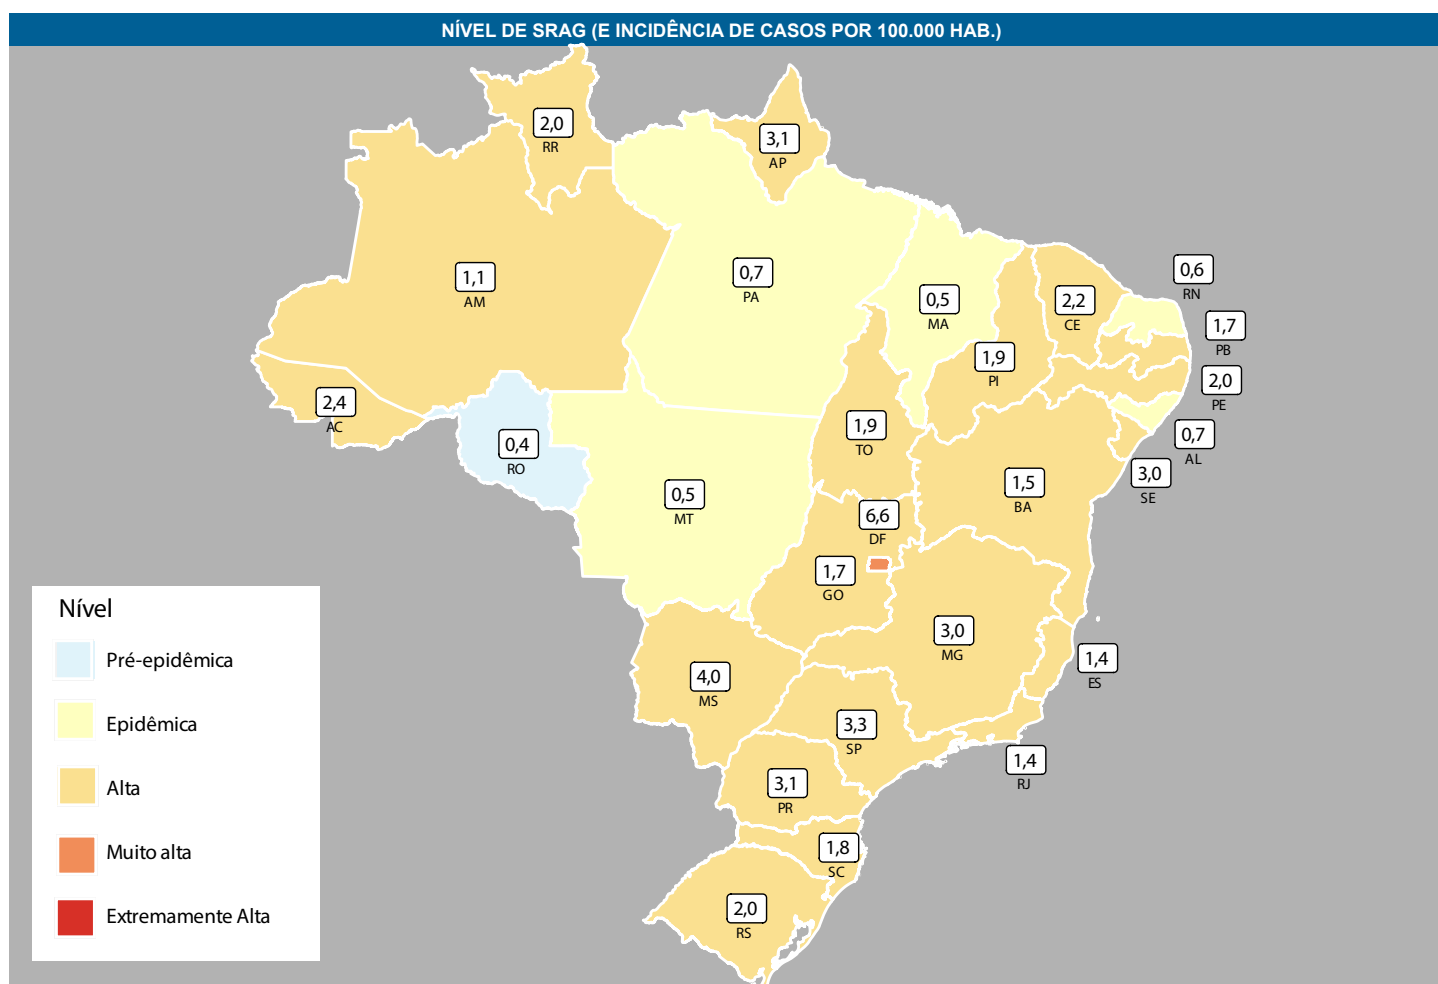 NÍVEL DE SRAG (E INCIDÊNCIA DE CASOS POR 100.000 HAB.)
2,0
RR
3,1
AP
1,1
AM
0,7
PA
0,5
MA
2,2
CE
0,6
RN
1,7
PB
1,9
PI
2,0
PE
2,4
AC
0,4
RO
1,9
TO
0,7
AL
3,0
SE
0,5
MT
1,5
BA
6,6
DF
1,7
GO
3,0
MG
1,4
ES
4,0
MS
3,3
SP
1,4
RJ
3,1
PR
1,8
SC
2,0
RS
Nível
Pré-epidêmica
Epidêmica
Alta
Muito alta
Extremamente Alta